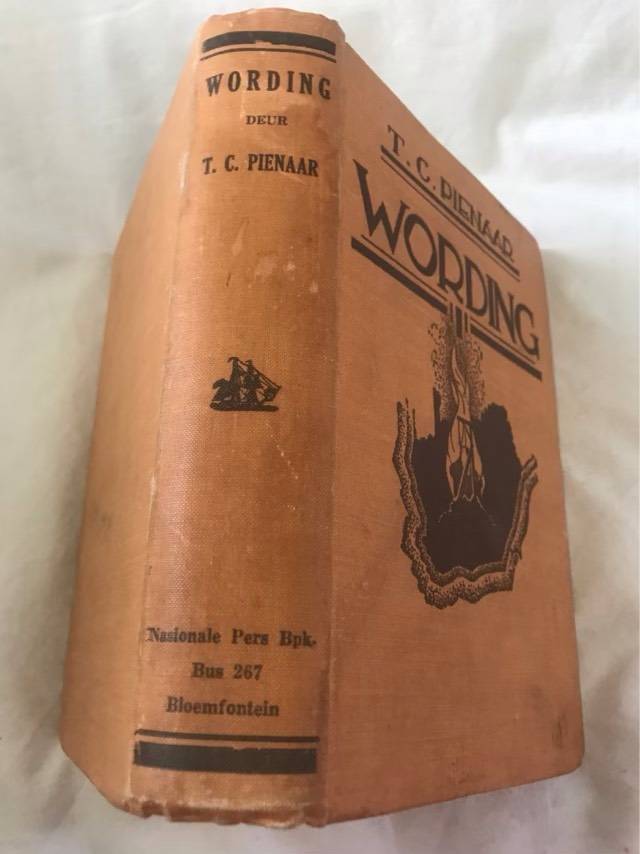 WORDING
DEUR
T. C. PIENAAR
Nasionale Pers Bpk.
Bus 267
Bloemfontein
T. C. PIENAAR
WORDING